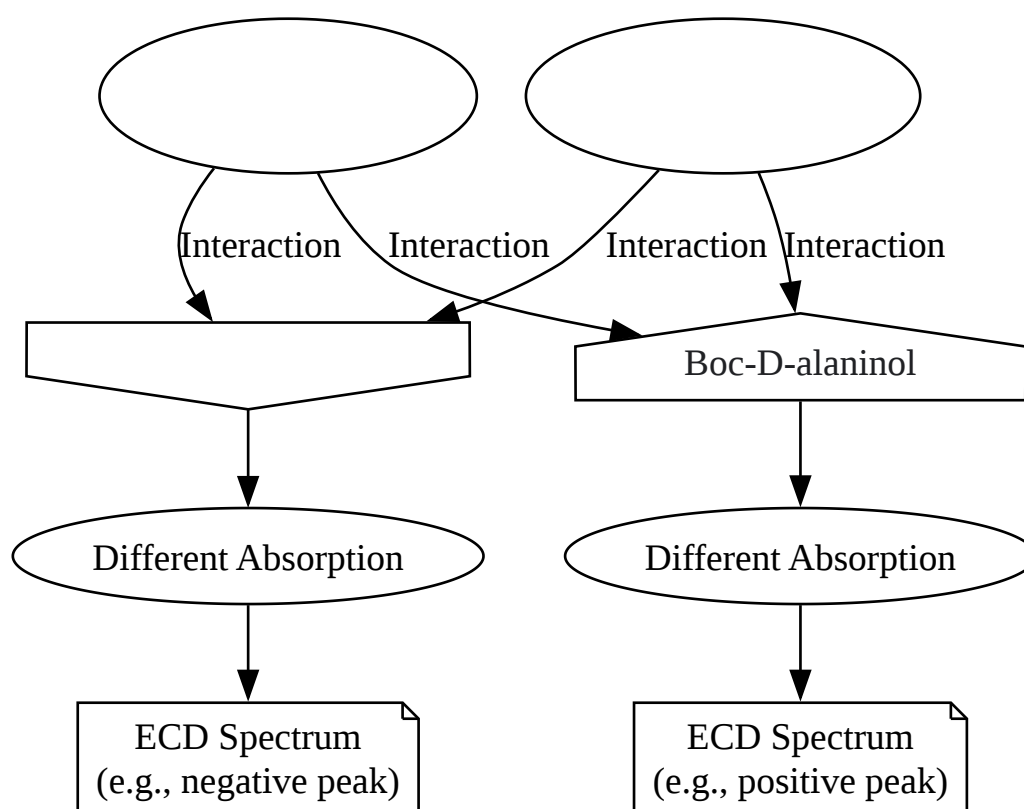 Interaction
Interaction
Interaction
Interaction
Boc-D-alaninol
Different Absorption
Different Absorption
ECD Spectrum
(e.g., negative peak)
ECD Spectrum
(e.g., positive peak)